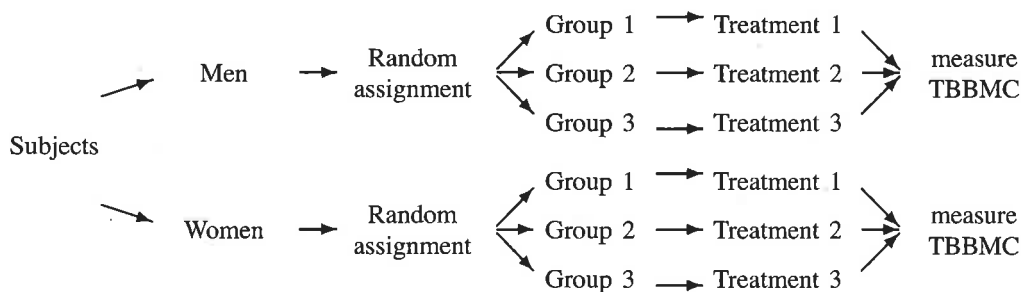 Group 1 Treatment 1
Men Random assignment Group 2 Treatment 2 measure TBBMC
Group 3 Treatment 3
Subjects
Group 1 Treatment 1
Women Random assignment Group 2 Treatment 2 measure TBBMC
Group 3 Treatment 3